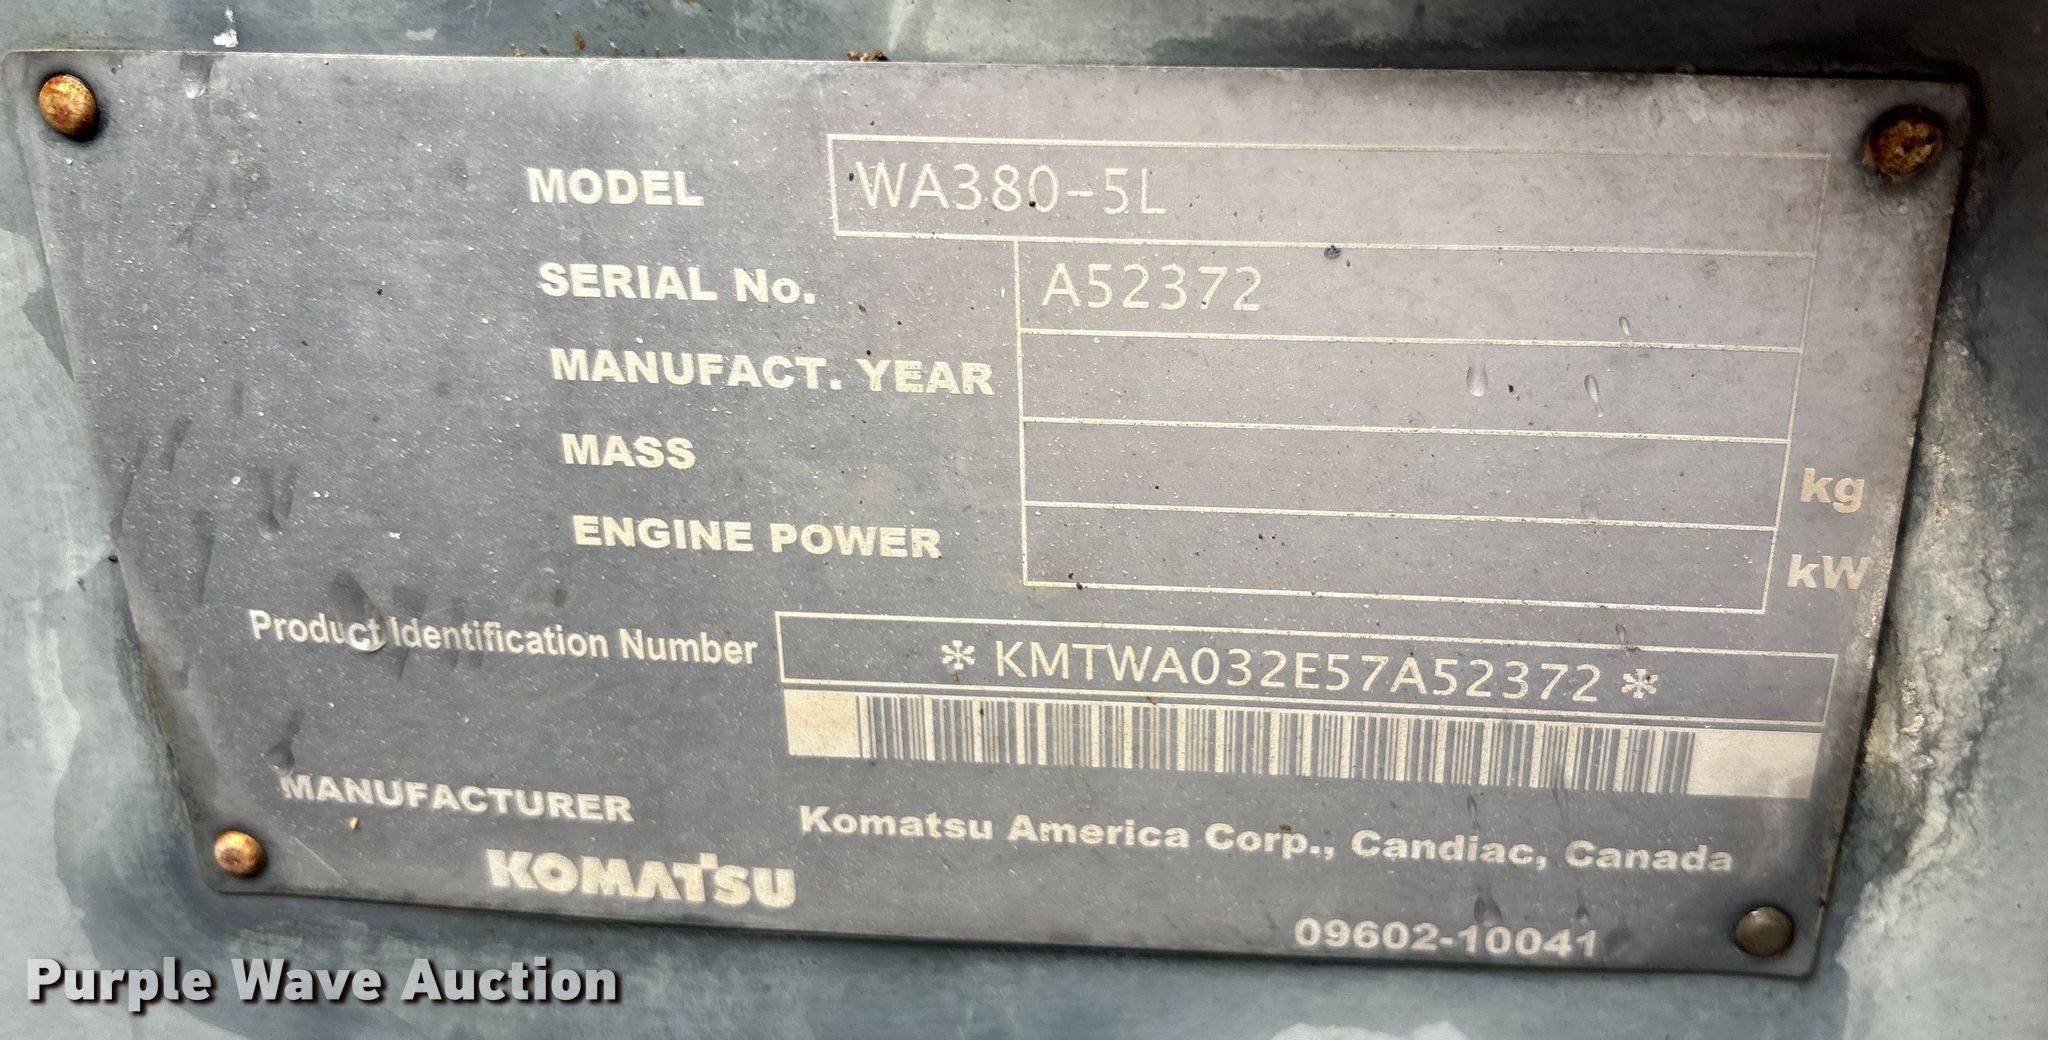 MODEL WA380-5L
SERIAL No. A52372
MANUFACT. YEAR
MASS kg
ENGINE POWER kW
Product Identification Number * KMTWA032E57A52372 *
MANUFACTURER Komatsu America Corp., Candiac, Canada
KOMATSU
09602-10041
Purple Wave Auction